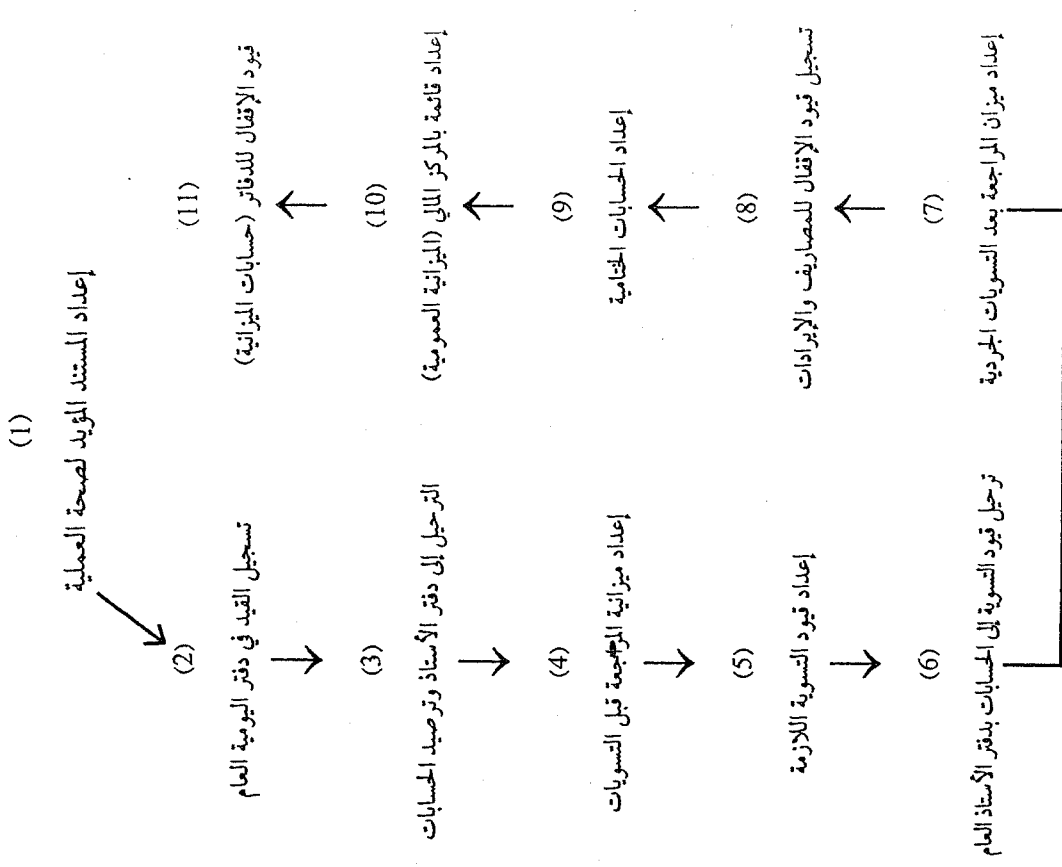 (1)
إعداد المستند المؤيد لصحة العملية
(2)
تسجيل القيد في دفتر اليومية العام
(3)
الترحيل إلى دفتر الأستاذ وترصيد الحسابات
(4)
إعداد ميزانية المراجعة قبل التسويات
(5)
إعداد قيود التسوية اللازمة
(6)
ترحيل قيود التسوية إلى الحسابات بدفتر الأستاذ العام
(7)
إعداد ميزان المراجعة بعد التسويات الجردية
(8)
تسجيل قيود الإقفال للمصاريف والإيرادات
(9)
إعداد الحسابات الختامية
(10)
إعداد قائمة بالمركز المالي (الميزانية العمومية)
(11)
قيود الإقفال للدفاتر (حسابات الميزانية)